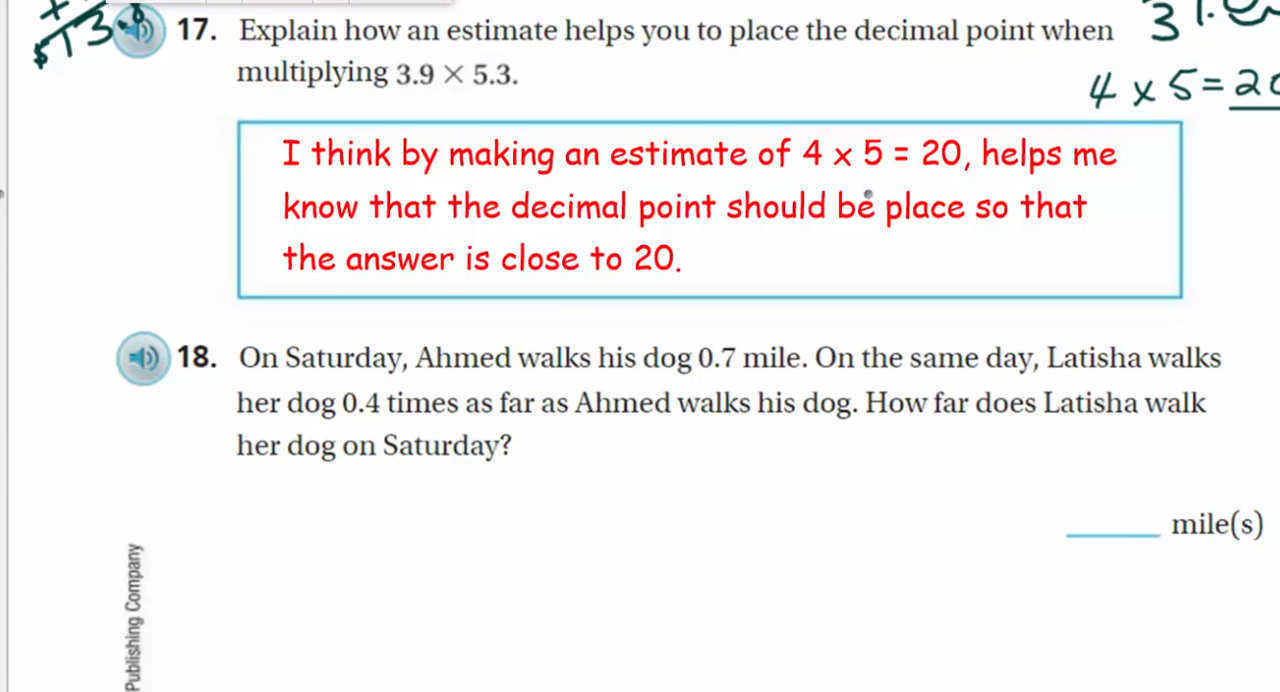 $13
17. Explain how an estimate helps you to place the decimal point when
multiplying 3.9 × 5.3.
4 x 5 = 20
I think by making an estimate of 4 x 5 = 20, helps me
know that the decimal point should be place so that
the answer is close to 20.
18. On Saturday, Ahmed walks his dog 0.7 mile. On the same day, Latisha walks
her dog 0.4 times as far as Ahmed walks his dog. How far does Latisha walk
her dog on Saturday?
mile(s)
Publishing Company